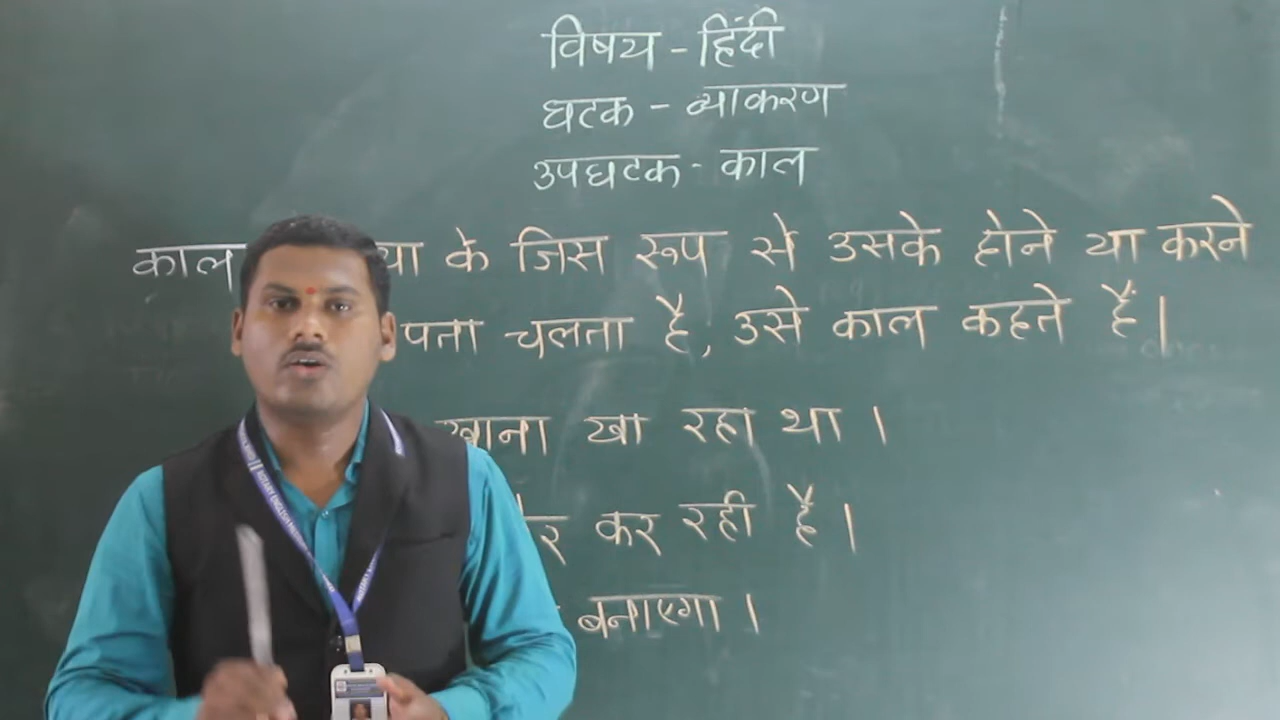 विषय - हिंदी
घटक - व्याकरण
उपघटक - काल
काल के जिस रूप से उसके होने या करने
पता चलता है, उसे काल कहते हैं।
खाना खा रहा था।
कर रही है।
बनाएगा।